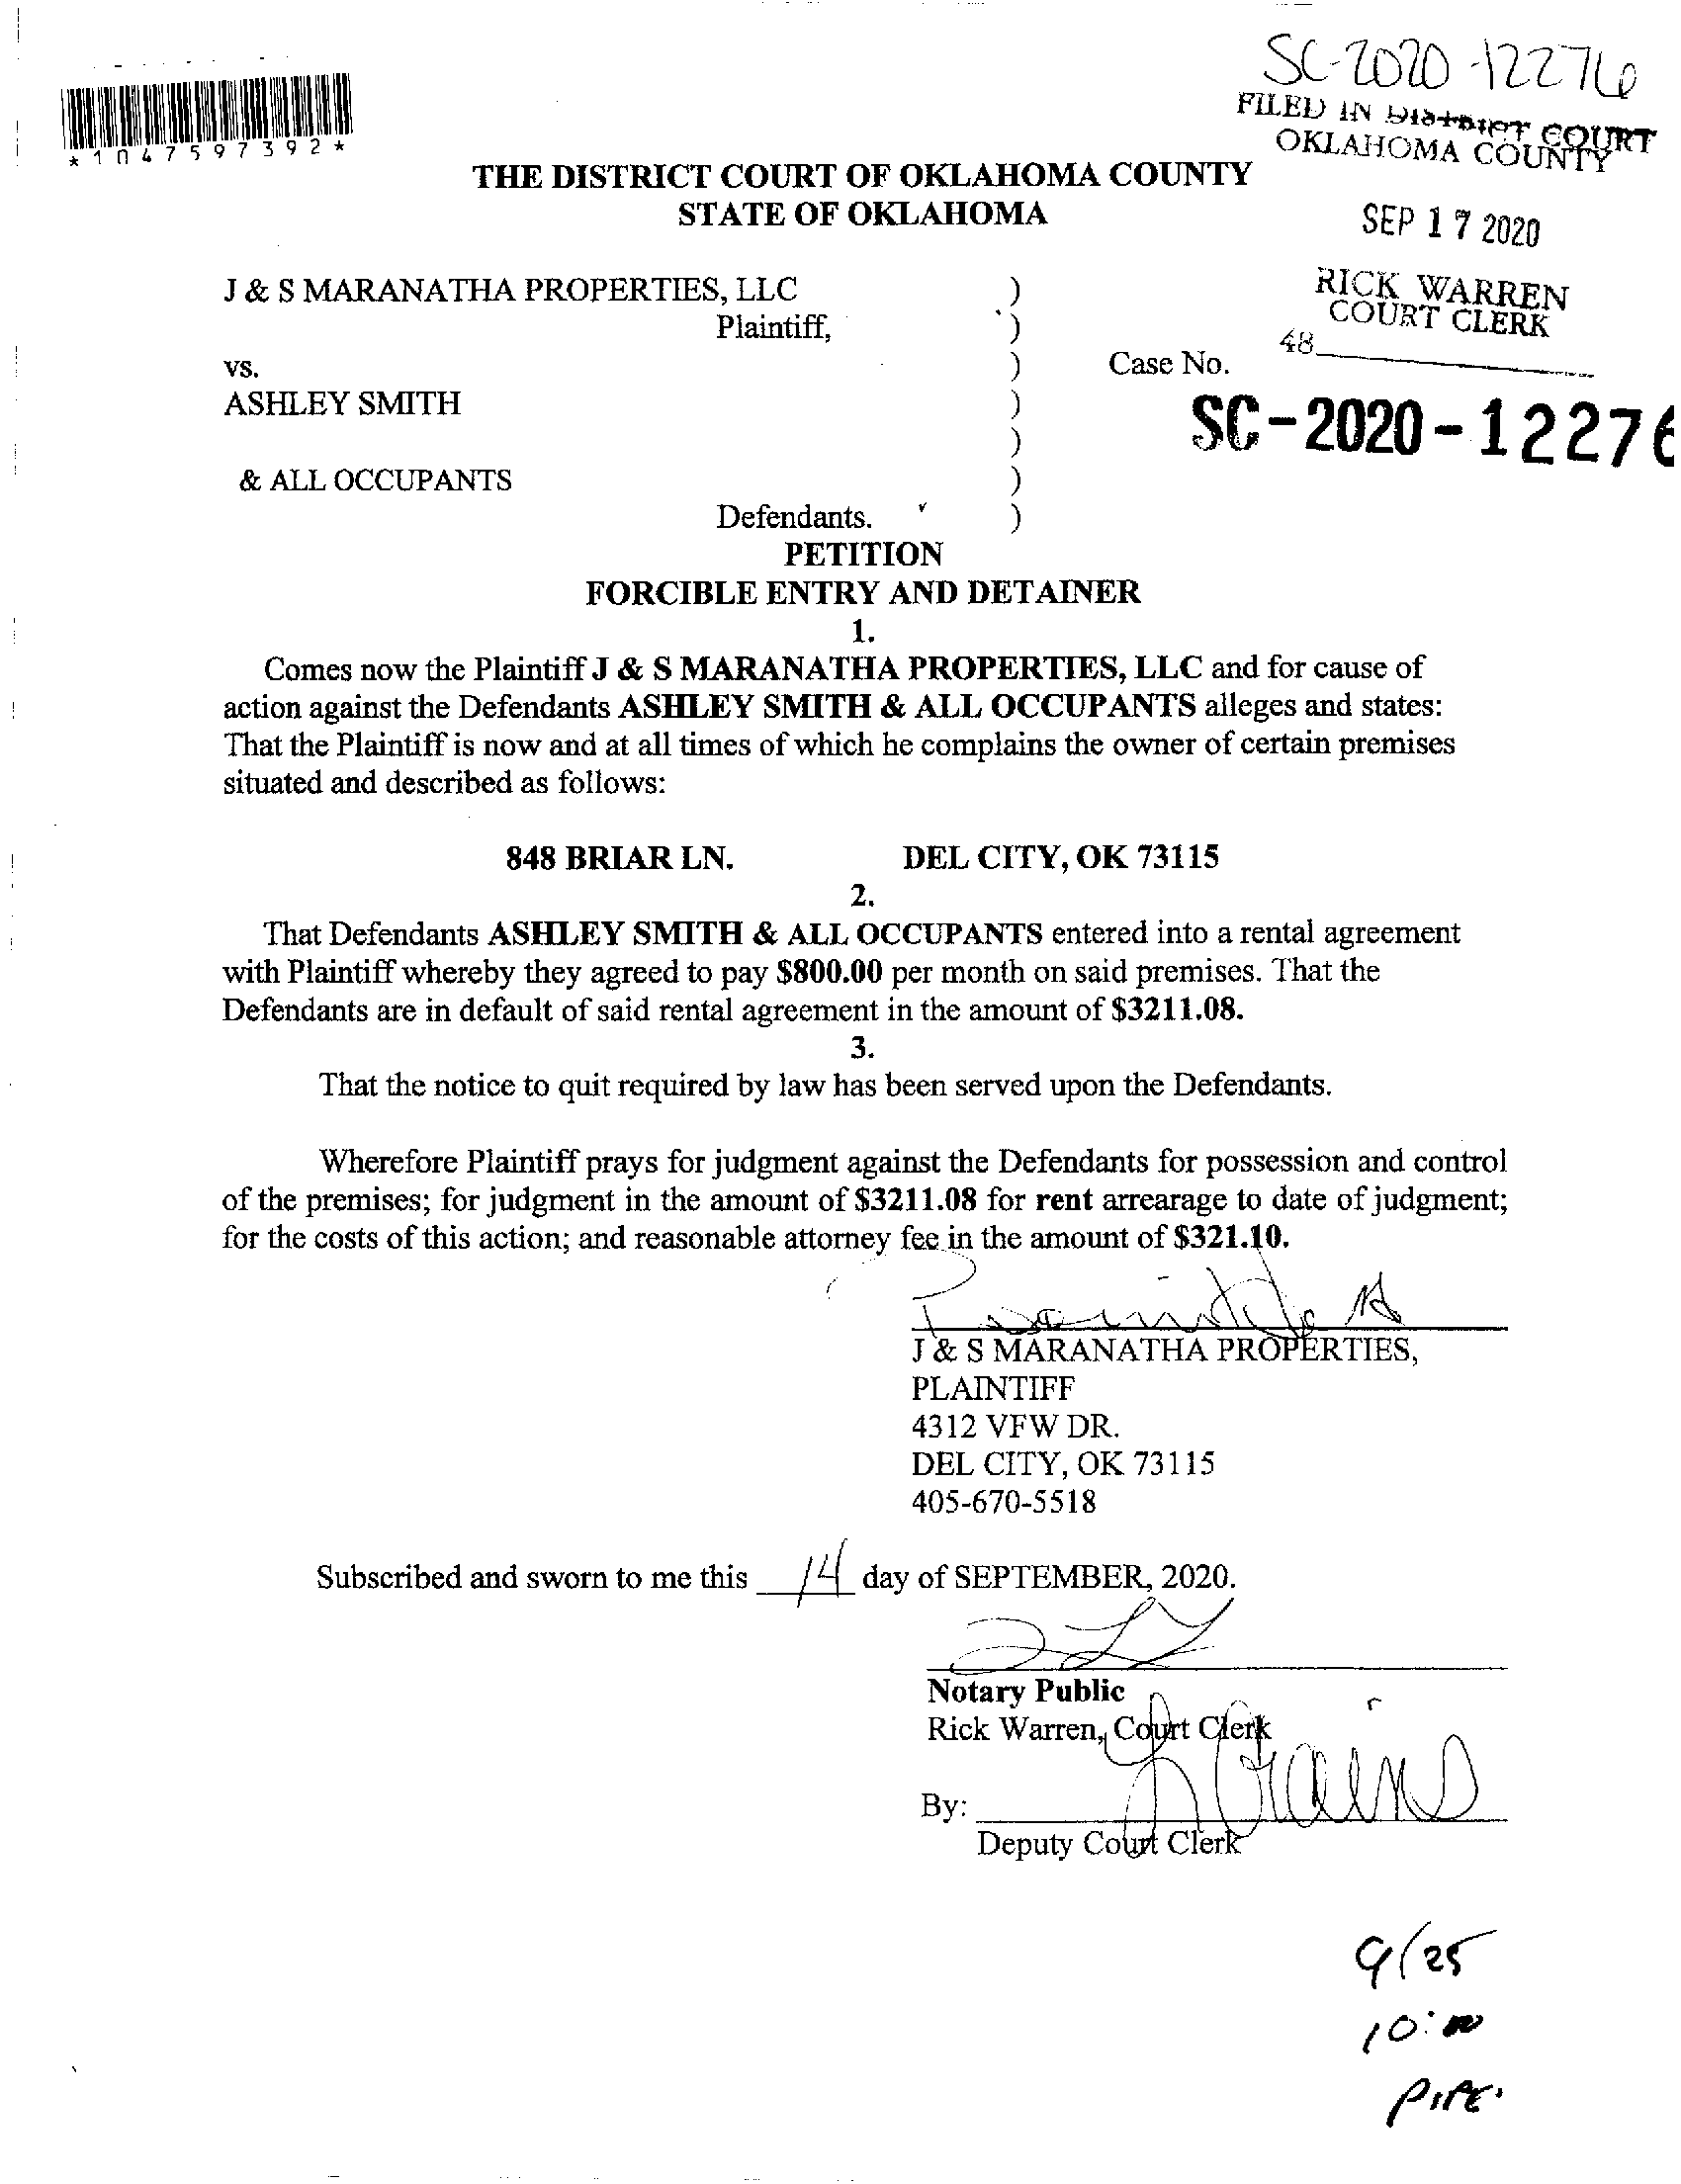 SC-2020-12276
FILED IN DISTRICT COURT
OKLAHOMA COUNTY
*1047597392*
THE DISTRICT COURT OF OKLAHOMA COUNTY
STATE OF OKLAHOMA
SEP 17 2020
RICK WARREN
COURT CLERK
48
J & S MARANATHA PROPERTIES, LLC )
Plaintiff, )
vs. ) Case No.
ASHLEY SMITH )
SC-2020-12276
)
& ALL OCCUPANTS )
Defendants. )
PETITION
FORCIBLE ENTRY AND DETAINER
1.
Comes now the Plaintiff J & S MARANATHA PROPERTIES, LLC and for cause of
action against the Defendants ASHLEY SMITH & ALL OCCUPANTS alleges and states:
That the Plaintiff is now and at all times of which he complains the owner of certain premises
situated and described as follows:
848 BRIAR LN. DEL CITY, OK 73115
2.
That Defendants ASHLEY SMITH & ALL OCCUPANTS entered into a rental agreement
with Plaintiff whereby they agreed to pay $800.00 per month on said premises. That the
Defendants are in default of said rental agreement in the amount of $3211.08.
3.
That the notice to quit required by law has been served upon the Defendants.
Wherefore Plaintiff prays for judgment against the Defendants for possession and control
of the premises; for judgment in the amount of $3211.08 for rent arrearage to date of judgment;
for the costs of this action; and reasonable attorney fee in the amount of $321.10.
J & S MARANATHA PROPERTIES,
PLAINTIFF
4312 VFW DR.
DEL CITY, OK 73115
405-670-5518
Subscribed and sworn to me this 14 day of SEPTEMBER, 2020.
Notary Public
Rick Warren, Court Clerk
By:
Deputy Court Clerk
9/25
10:00